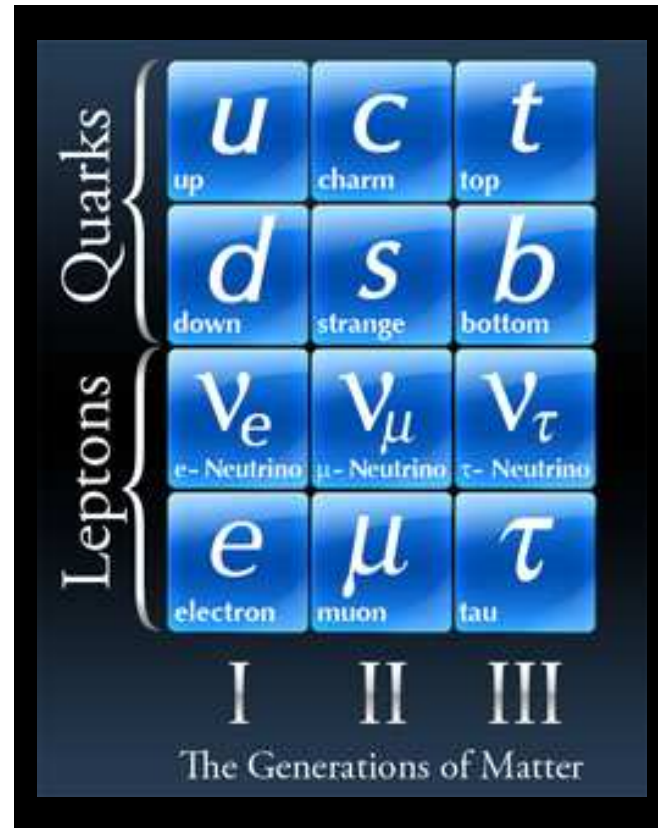 Quarks
u c t
up charm top
d s b
down strange bottom
Leptons
νe νμ ντ
e- Neutrino μ- Neutrino τ- Neutrino
e μ τ
electron muon tau
I II III
The Generations of Matter